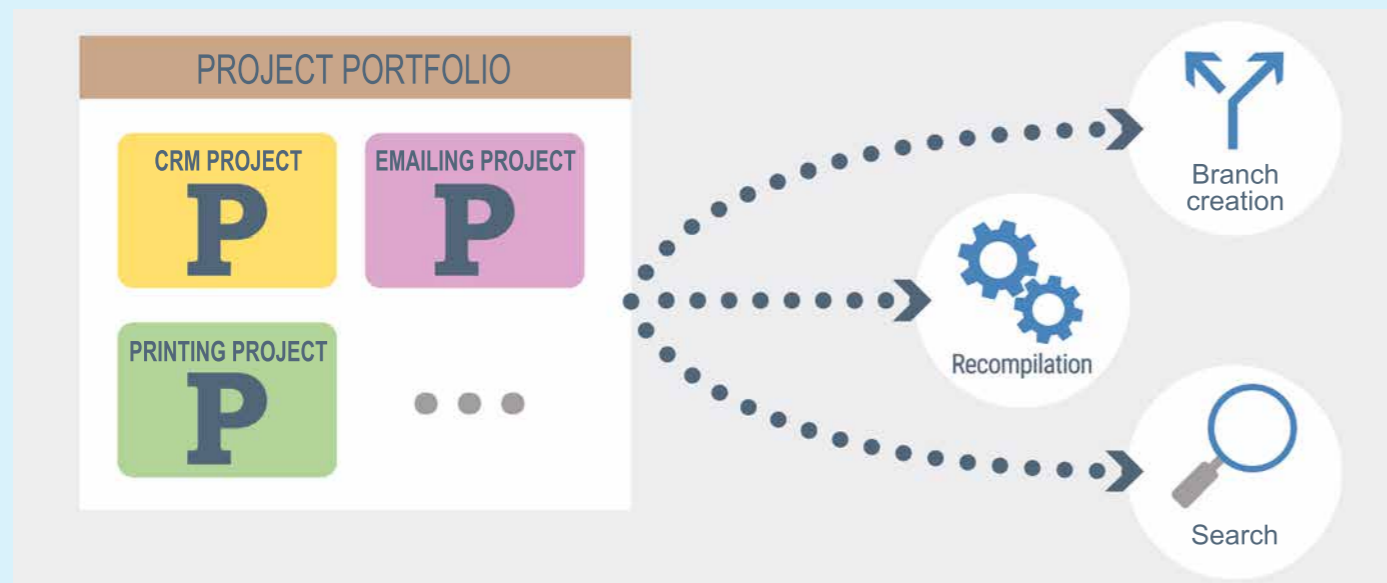 PROJECT PORTFOLIO
CRM PROJECT
P
EMAILING PROJECT
P
PRINTING PROJECT
P
Branch
creation
Recompilation
Search